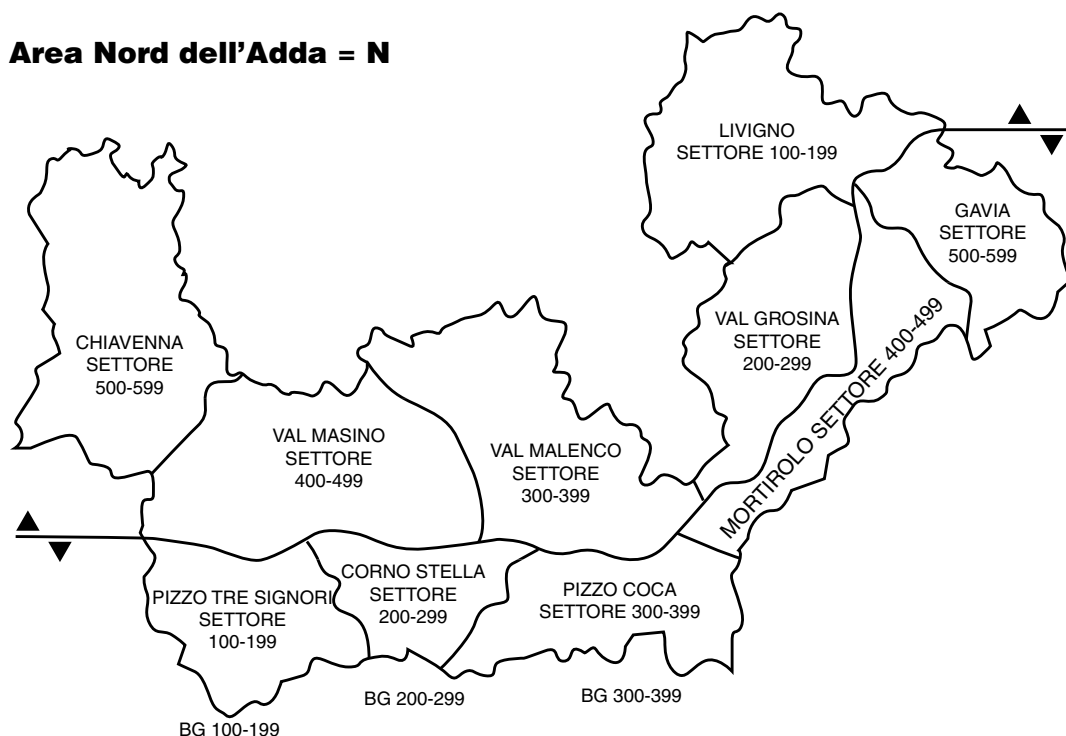 Area Nord dell'Adda = N
LIVIGNO
SETTORE 100-199
GAVIA
SETTORE
500-599
VAL GROSINA
SETTORE
200-299
CHIAVENNA
SETTORE
500-599
MORTIROLO SETTORE 400-499
VAL MASINO
SETTORE
400-499
VAL MALENCO
SETTORE
300-399
PIZZO TRE SIGNORI
SETTORE
100-199
CORNO STELLA
SETTORE
200-299
PIZZO COCA
SETTORE 300-399
BG 100-199
BG 200-299
BG 300-399